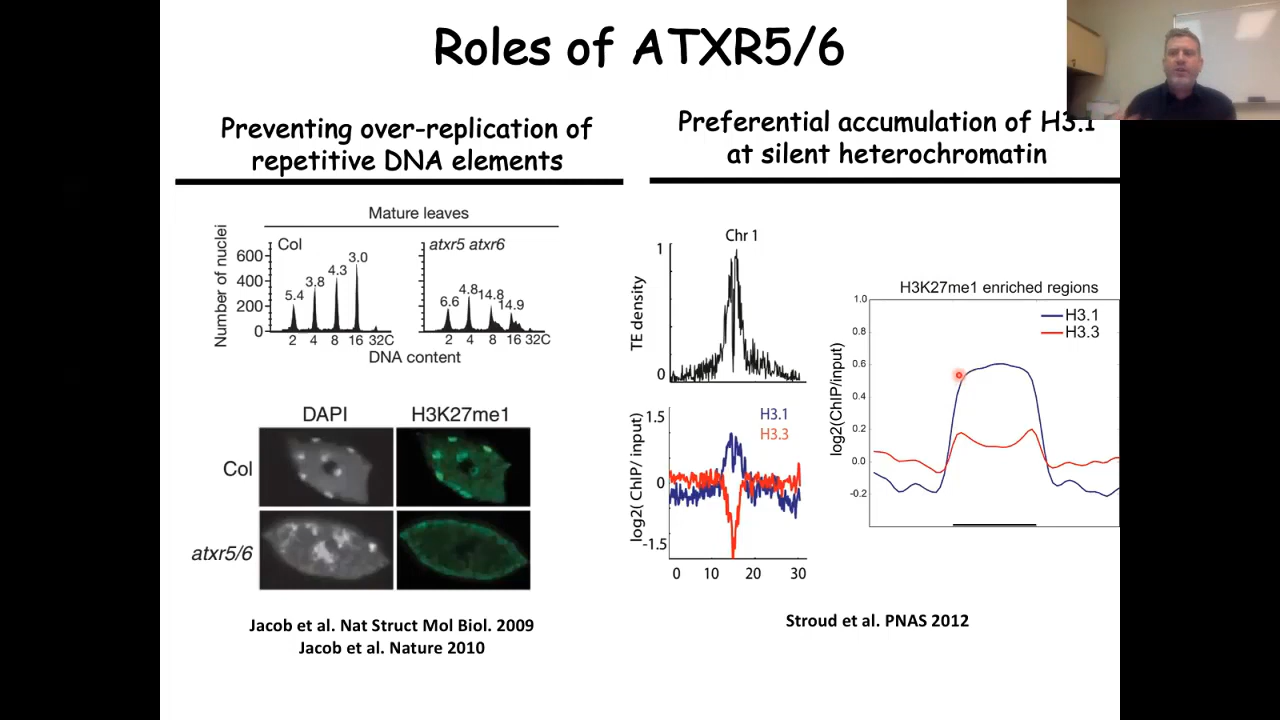 Roles of ATXR5/6
Preventing over-replication of
repetitive DNA elements
Mature leaves
Number of nuclei
600
400
200
0
Col
5.4
3.8
4.3
3.0
2 4 8 16 32C
atxr5 atxr6
6.6
4.8
14.8
14.9
2 4 8 16 32C
DNA content
DAPI
H3K27me1
Col
atxr5/6
Jacob et al. Nat Struct Mol Biol. 2009
Jacob et al. Nature 2010
Preferential accumulation of H3.1
at silent heterochromatin
Chr 1
TE density
1
0
log2( ChIP/ input)
1.5
0
-1.5
H3.1
H3.3
0 10 20 30
H3K27me1 enriched regions
log2(ChIP/input)
1.0
0.8
0.6
0.4
0.2
0.0
-0.2
H3.1
H3.3
Stroud et al. PNAS 2012